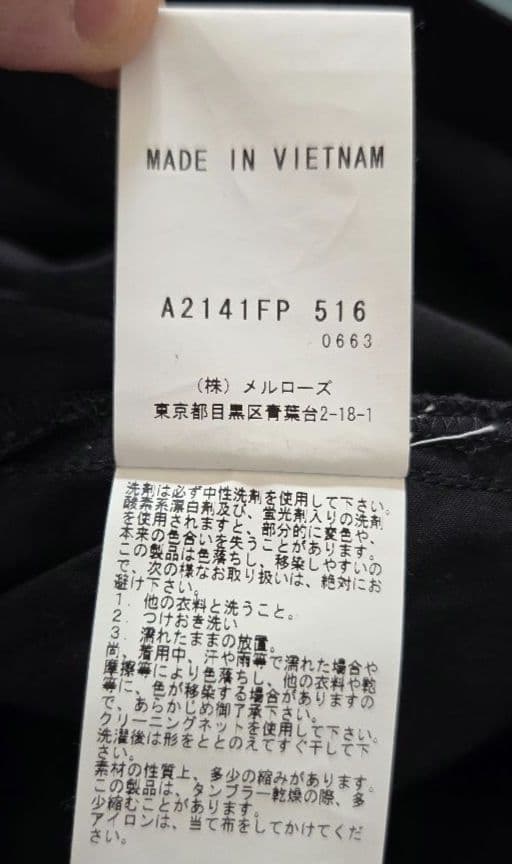 MADE IN VIETNAM
A2141FP 516
0663
(株) メルローズ
東京都目黒区青葉台2-18-1
洗剤は必ず中性洗剤を使用して下さい。
酸素系漂白剤及び、蛍光剤入りの洗剤
を使用されますと、部分的に変色や、
本来の色合いを失うことがあります。
この製品は色落ちし、移染しやすいの
で、次の様なお取り扱いは、絶対にお
避け下さい。
1. 他の衣料と洗うこと。
2. つけおき洗い
3. 濡れたままの放置。
尚、着用中、汗や雨等で濡れた場合や
摩擦等により色落ちし、他の衣料や鞄
等に、色が移染する場合がありますの
で、あらかじめ御了承下さい。
クリーニングネットを使用して下さい。
洗濯後は形をととのえてすぐ干して下
さい。
素材の性質上、多少の縮みがあります。
この製品は、タンブラー乾燥の際、多
少縮むことがあります。
アイロンは、当て布をしてかけてくだ
さい。